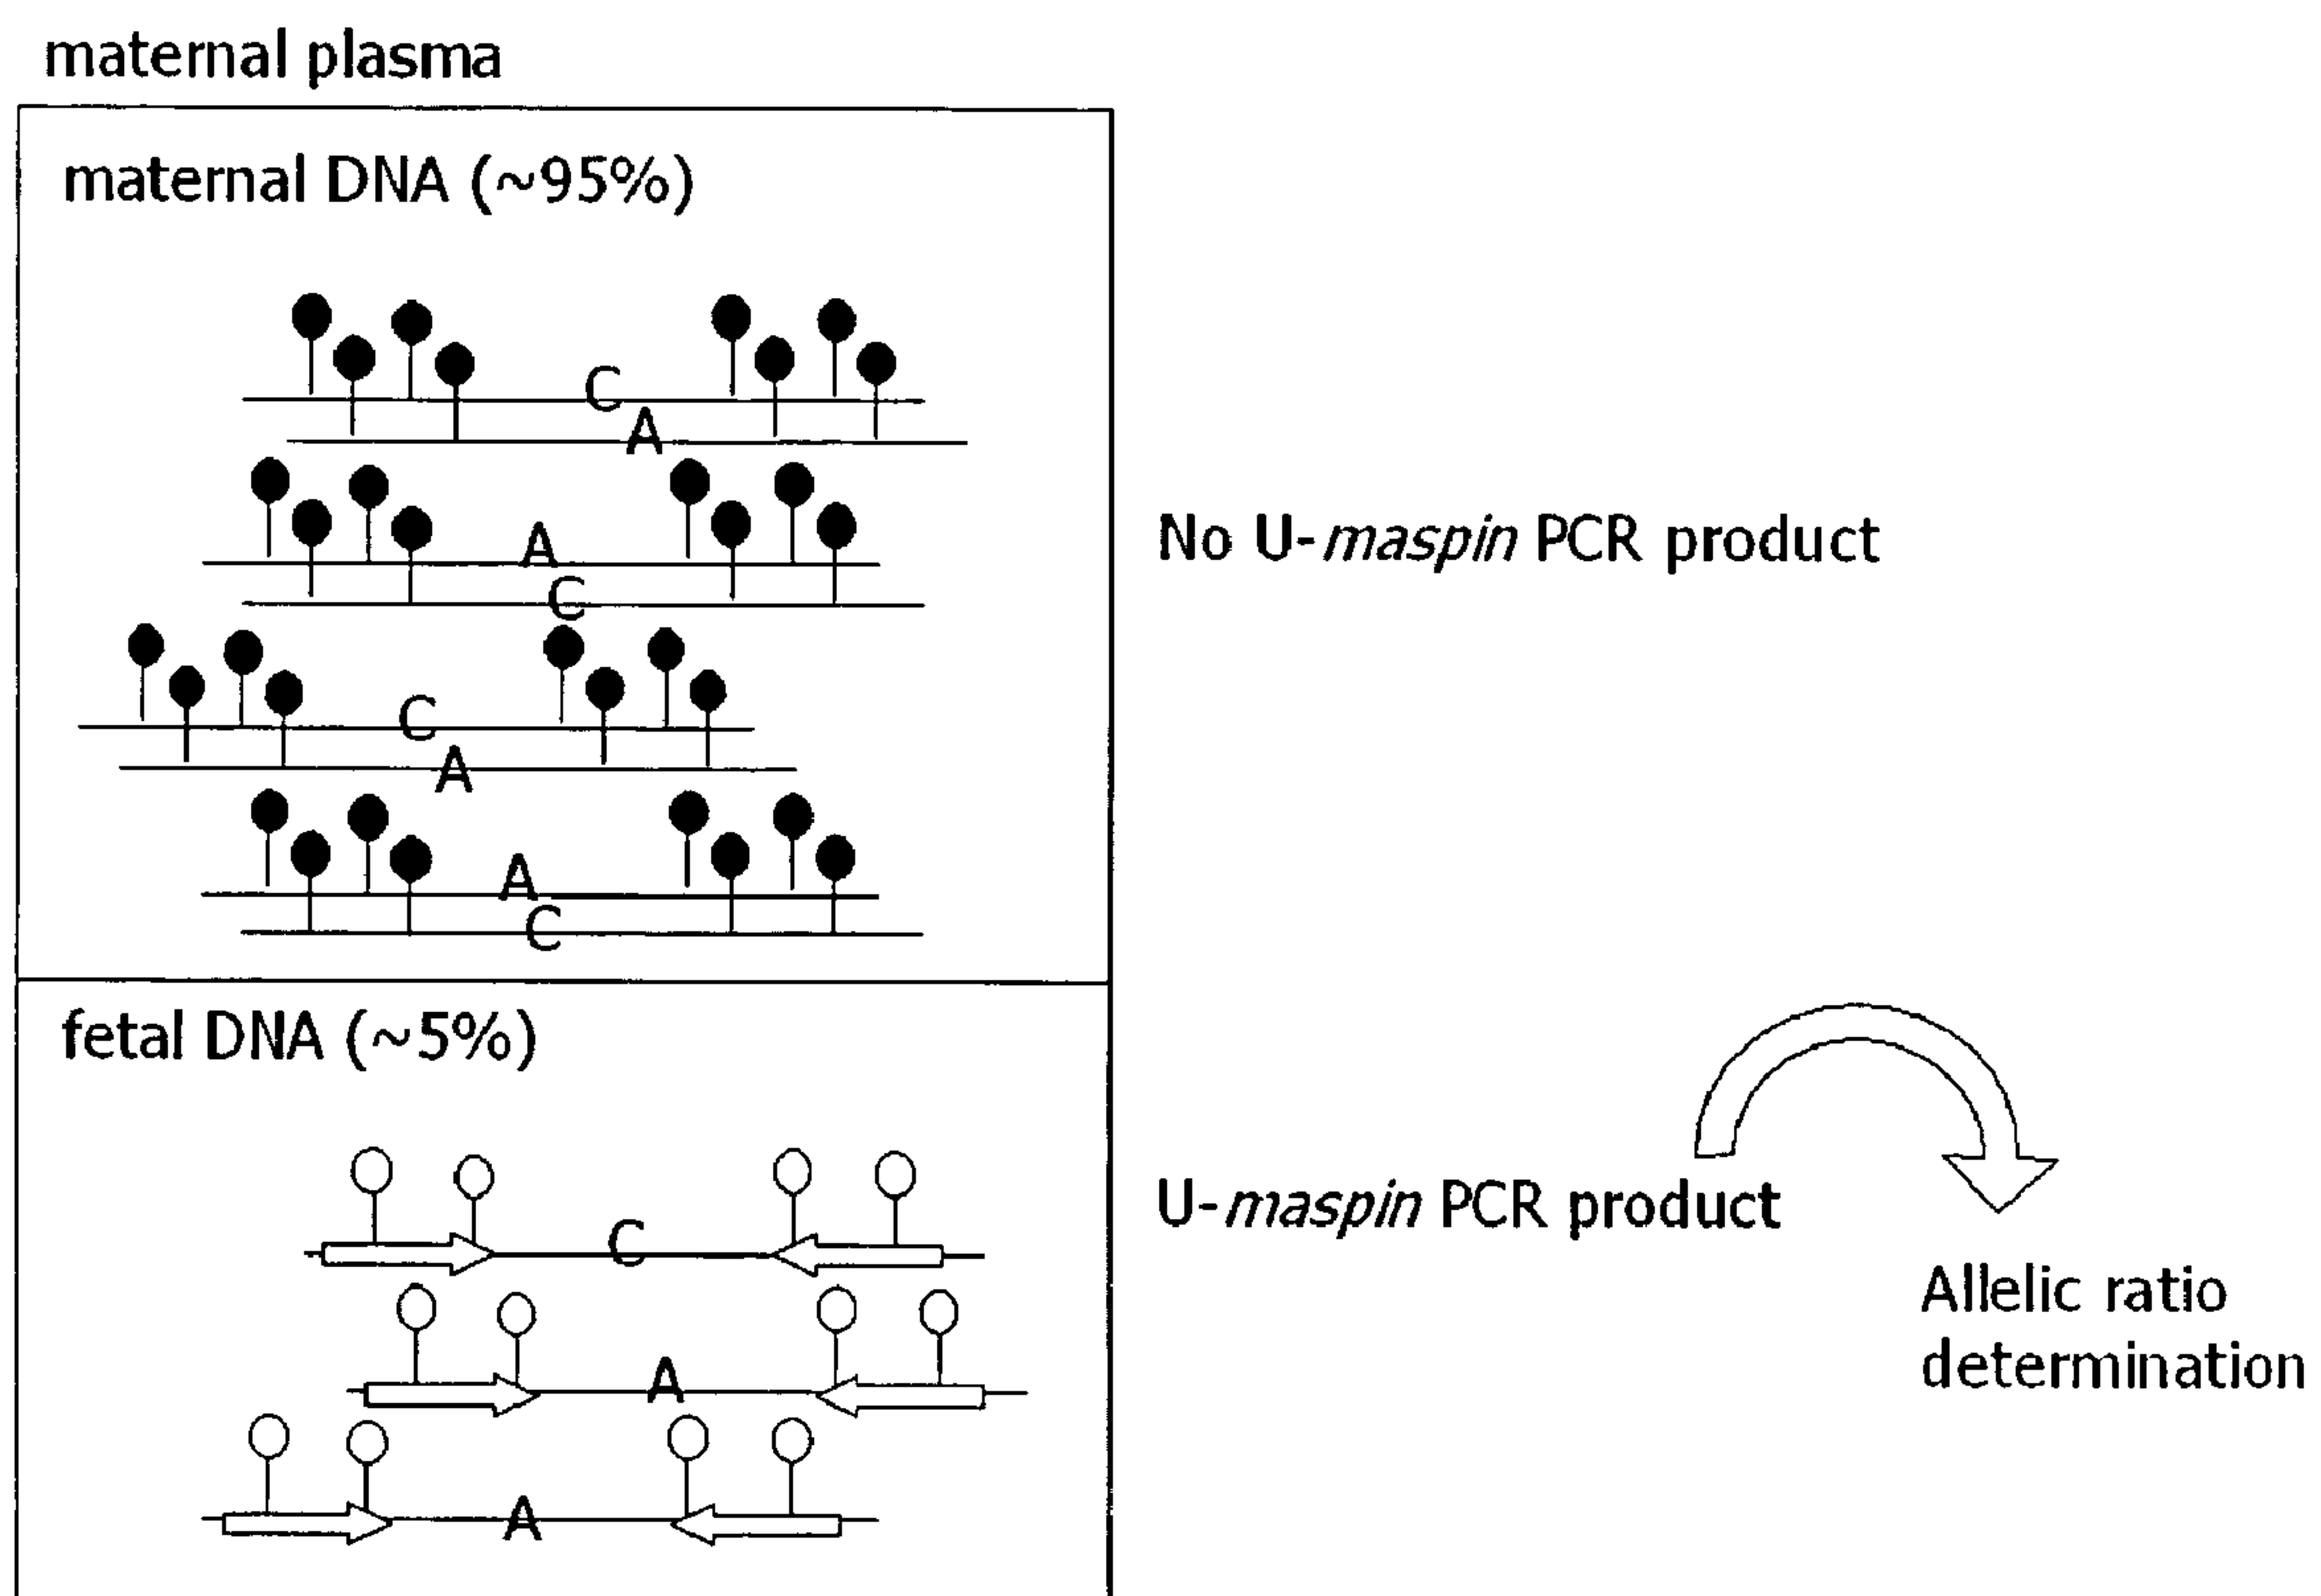 maternal plasma
maternal DNA (~95%)
C
A
A
C
No U-maspin PCR product
C
A
A
C
fetal DNA (~5%)
C
U-maspin PCR product
A
Allelic ratio
determination
A